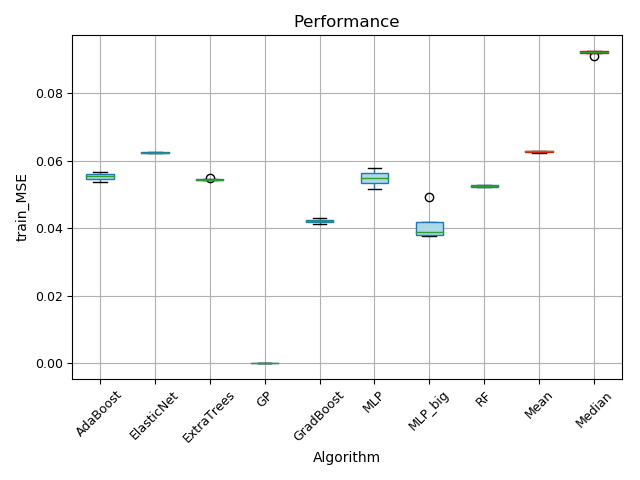 Performance
train_MSE
0.08
0.06
0.04
0.02
0.00
AdaBoost
ElasticNet
ExtraTrees
GP
GradBoost
MLP
MLP_big
RF
Mean
Median
Algorithm